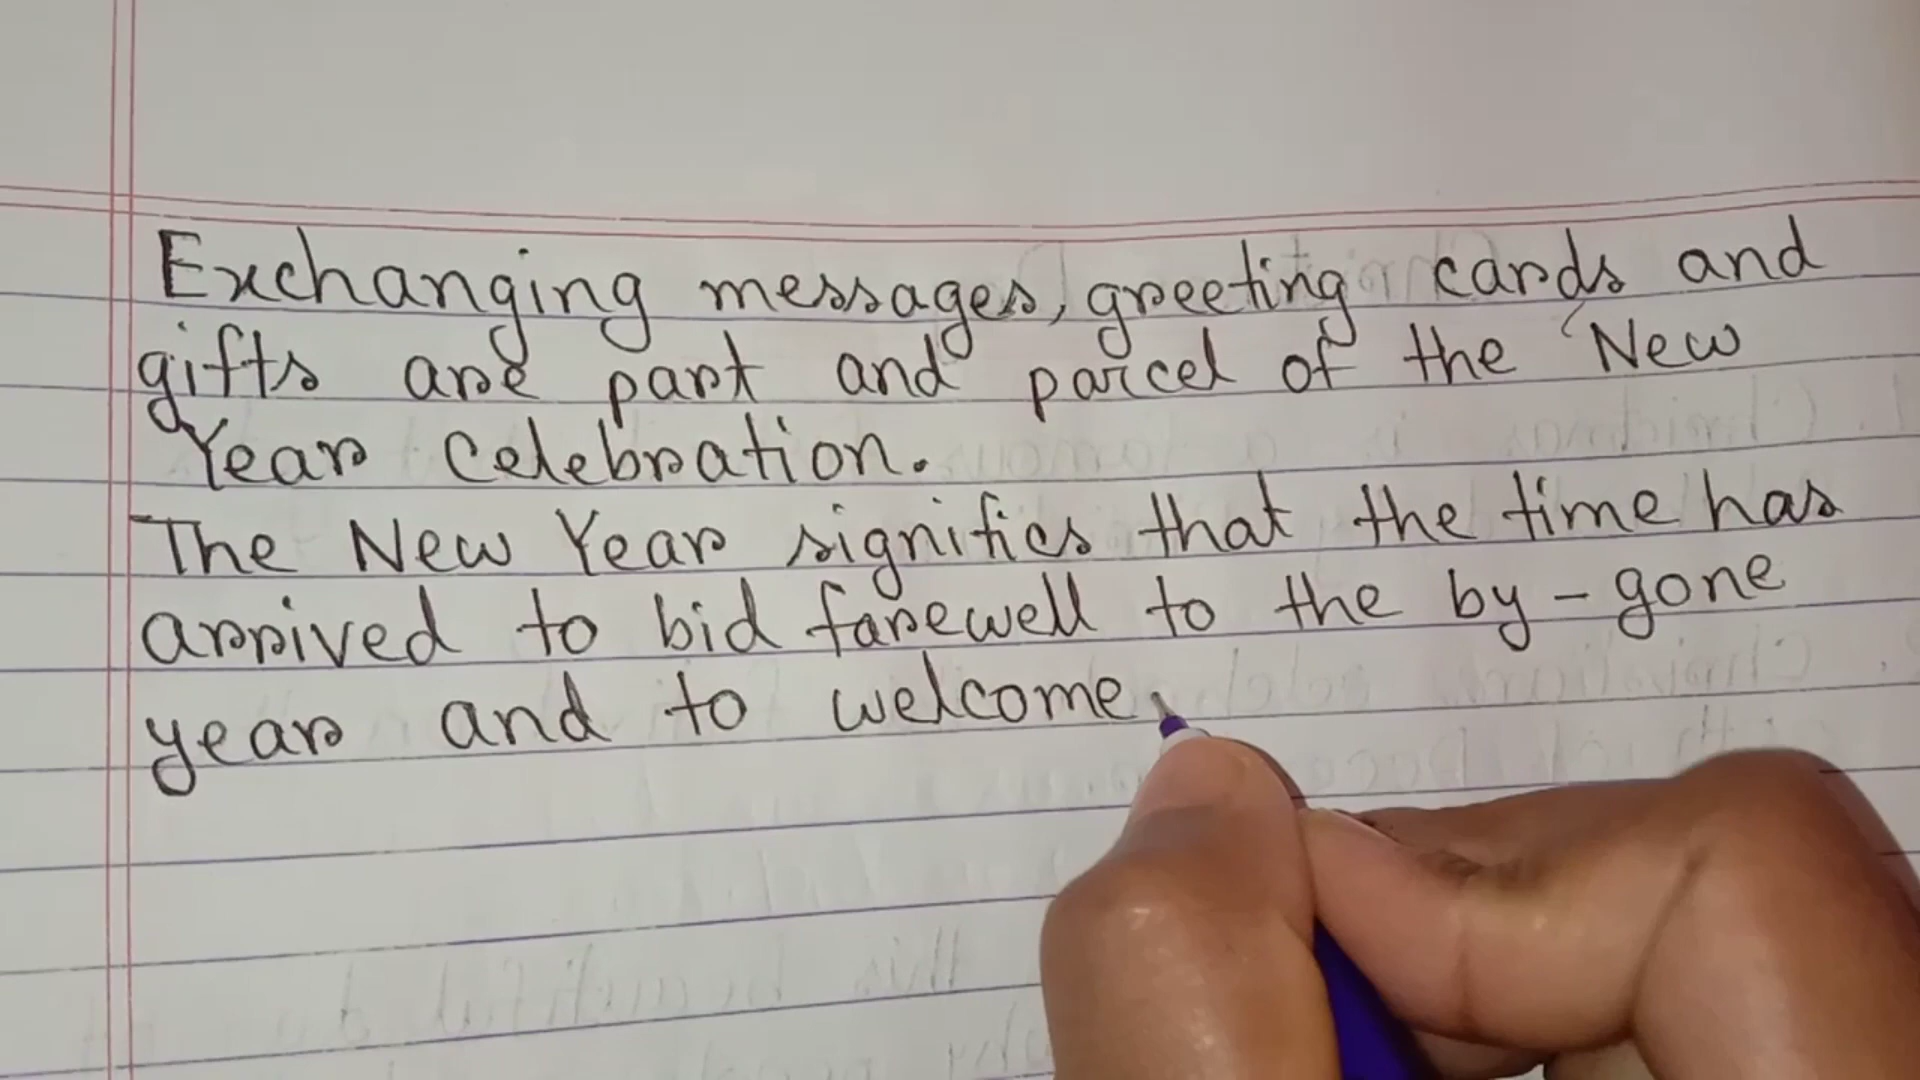 Exchanging messages, greeting cards and
gifts are part and parcel of the New
Year Celebration.
The New Year signifies that the time has
arrived to bid farewell to the by-gone
year and to welcome